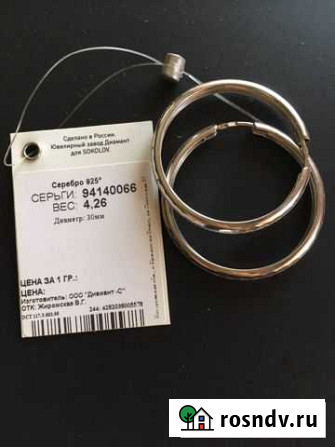 Сделано в России.
Ювелирный завод Диамант
для SOKOLOV
Серебро 925°
СЕРЬГИ: 94140066
ВЕС: 4,26
Диаметр: 30мм
ЦЕНА ЗА 1 ГР.:
ЦЕНА:
Изготовитель: ООО "Диамант-С"
ОТК: Жиремская В.Г.
rosndv.ru